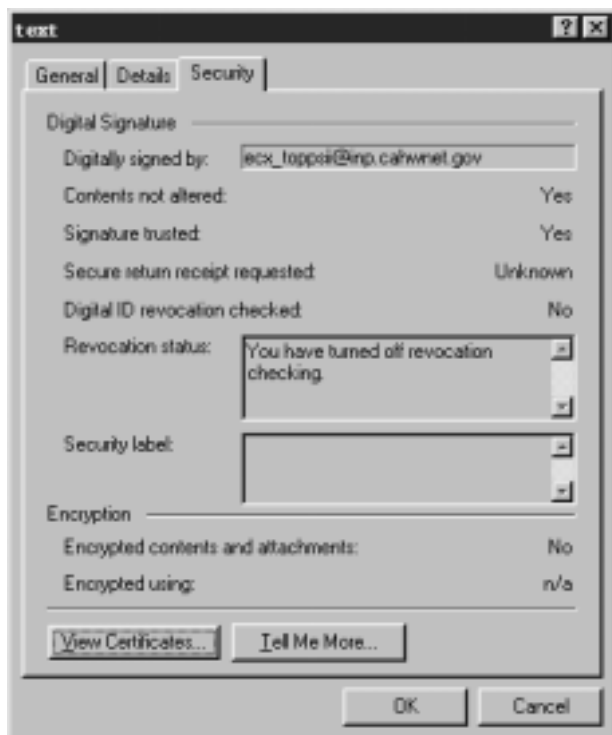 text
General Details Security
Digital Signature
Digitally signed by: ecx_toppsii@inp.cahwnet.gov
Contents not altered: Yes
Signature trusted: Yes
Secure return receipt requested: Unknown
Digital ID revocation checked: No
Revocation status: You have turned off revocation
checking.
Security label:
Encryption
Encrypted contents and attachments: No
Encrypted using: n/a
View Certificates... Tell Me More...
OK Cancel